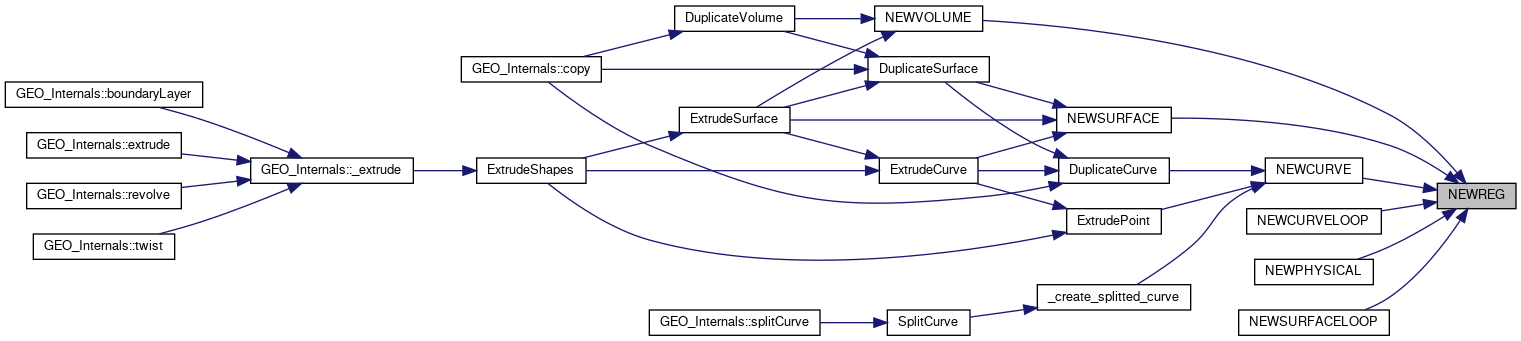 DuplicateVolume
NEWVOLUME
GEO_Internals::copy
DuplicateSurface
GEO_Internals::boundaryLayer
ExtrudeSurface
NEWSURFACE
GEO_Internals::extrude
GEO_Internals::_extrude
ExtrudeShapes
ExtrudeCurve
DuplicateCurve
NEWCURVE
GEO_Internals::revolve
NEWREG
ExtrudePoint
NEWCURVELOOP
GEO_Internals::twist
NEWPHYSICAL
_create_splitted_curve
GEO_Internals::splitCurve
SplitCurve
NEWSURFACELOOP